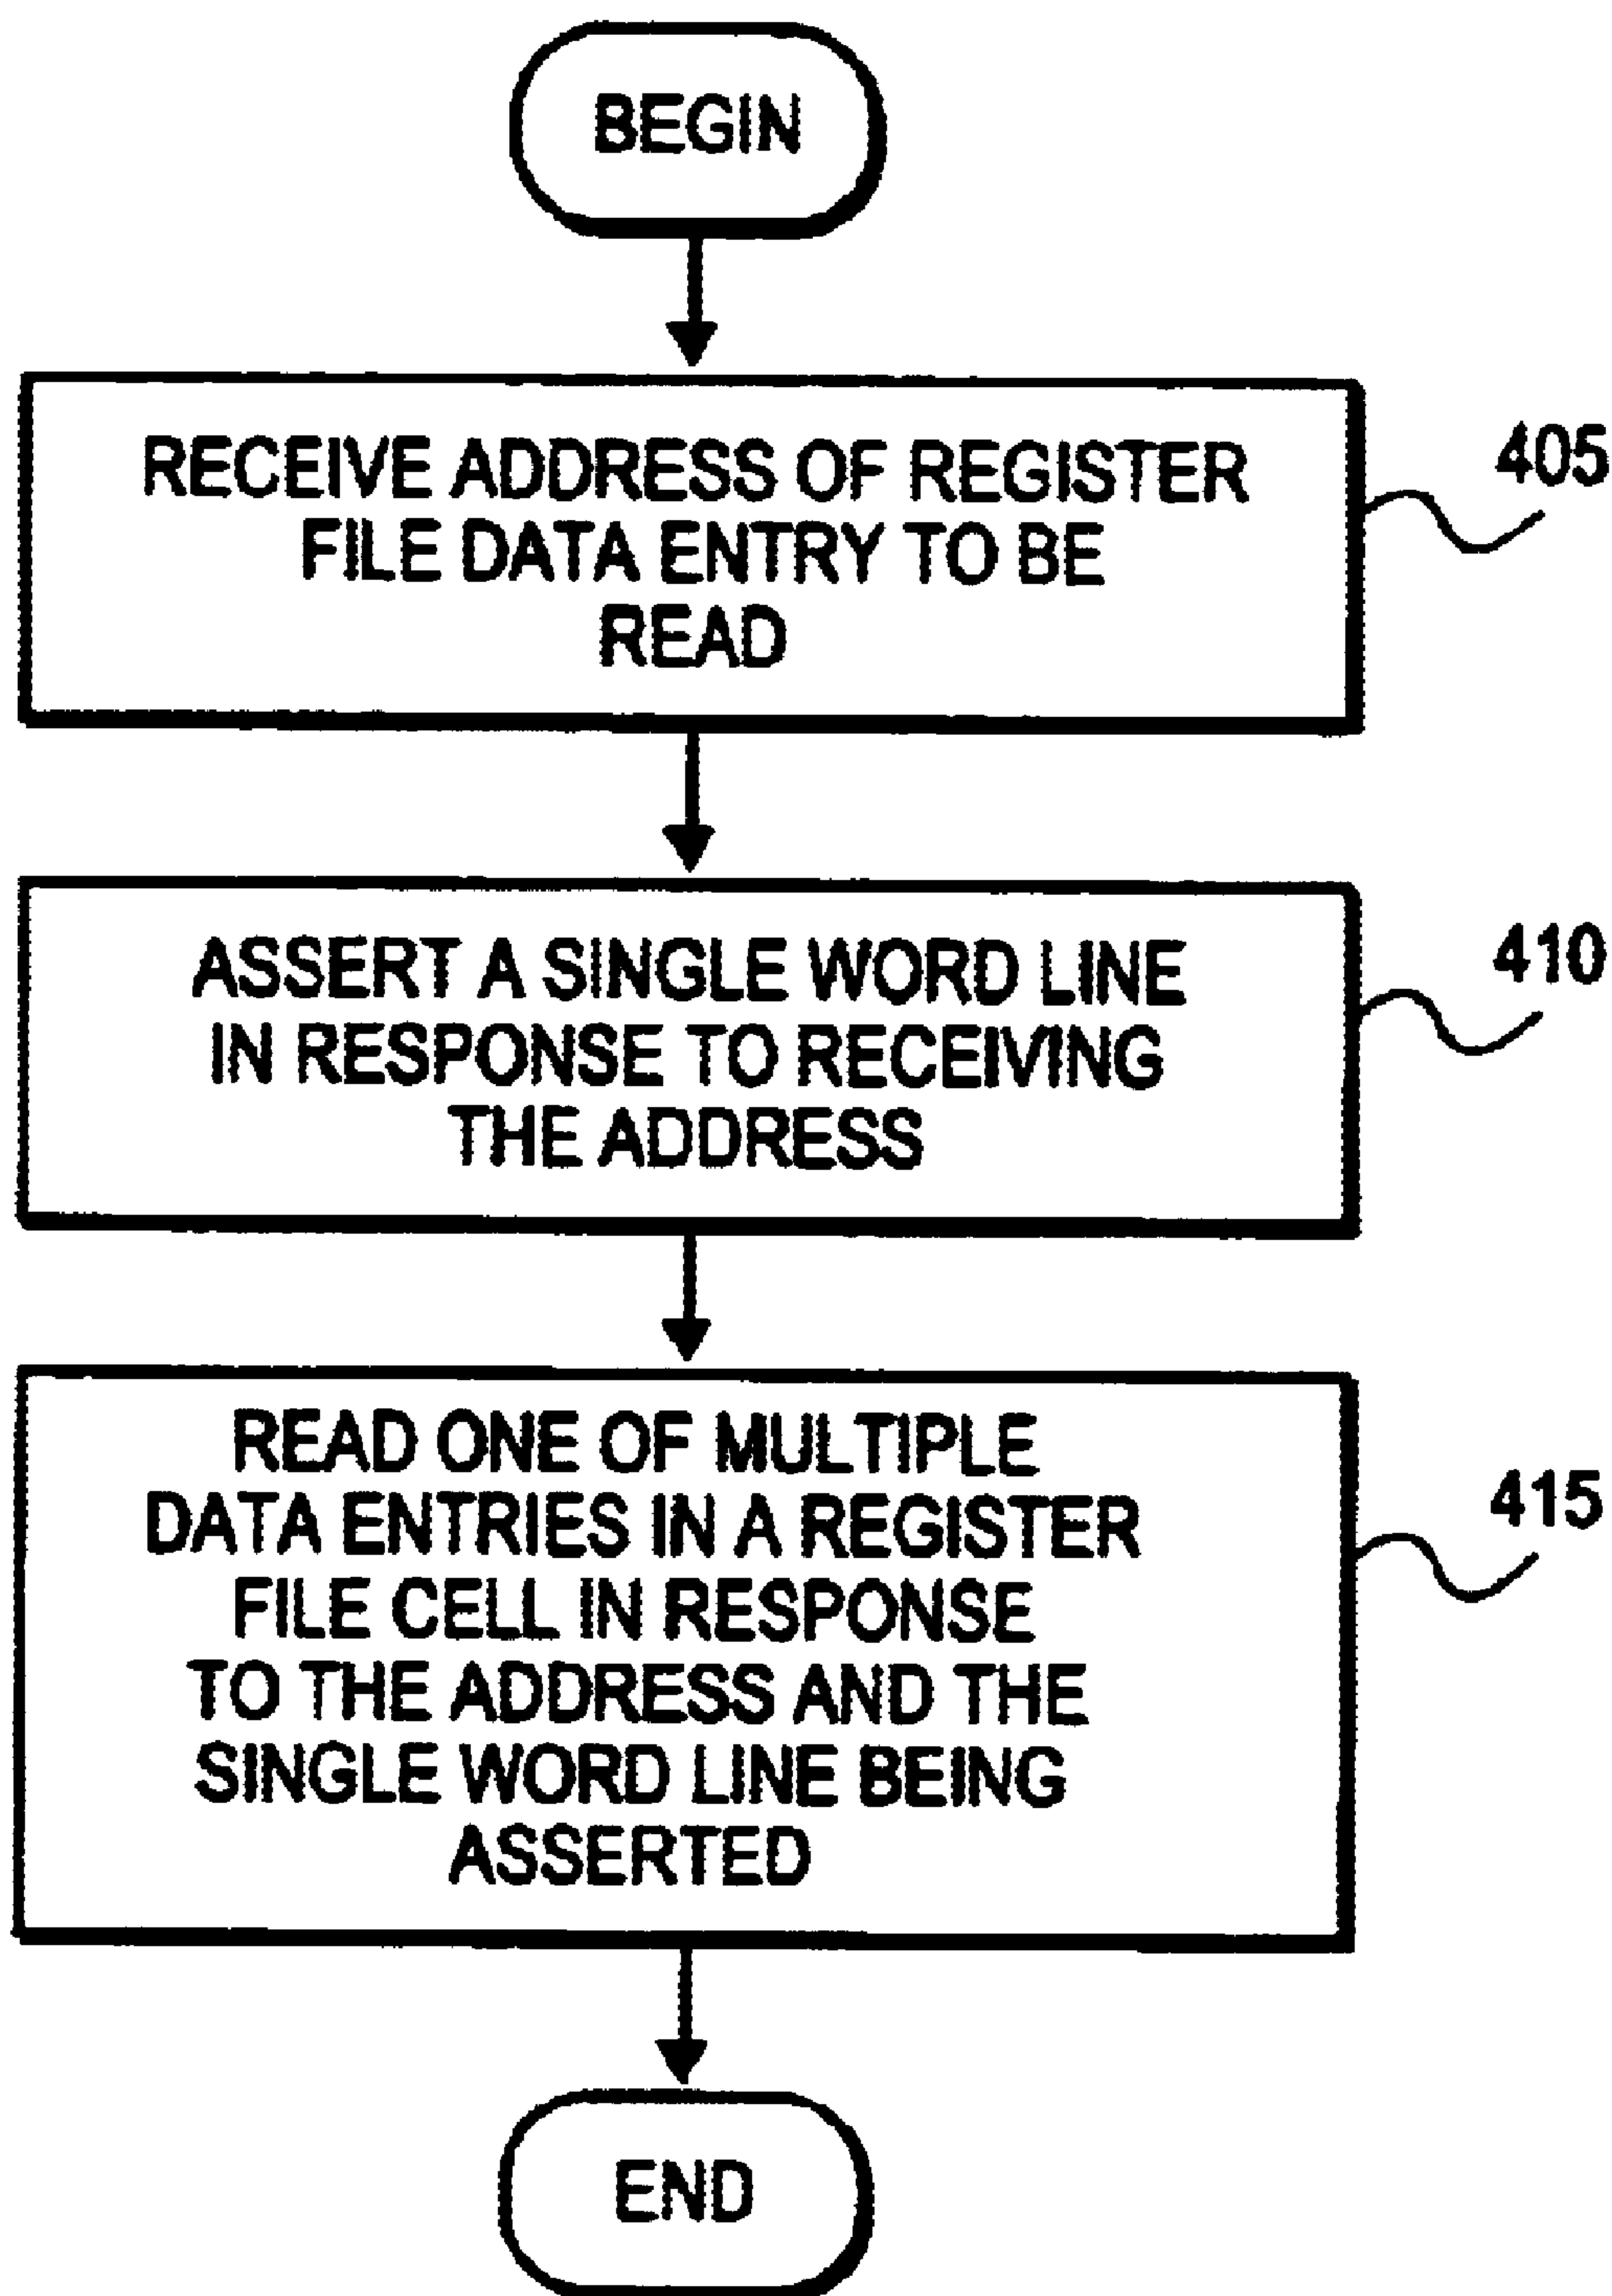 BEGIN
RECEIVE ADDRESS OF REGISTER
FILE DATA ENTRY TO BE
READ
405
ASSERT A SINGLE WORD LINE
IN RESPONSE TO RECEIVING
THE ADDRESS
410
READ ONE OF MULTIPLE
DATA ENTRIES IN A REGISTER
FILE CELL IN RESPONSE
TO THE ADDRESS AND THE
SINGLE WORD LINE BEING
ASSERTED
415
END